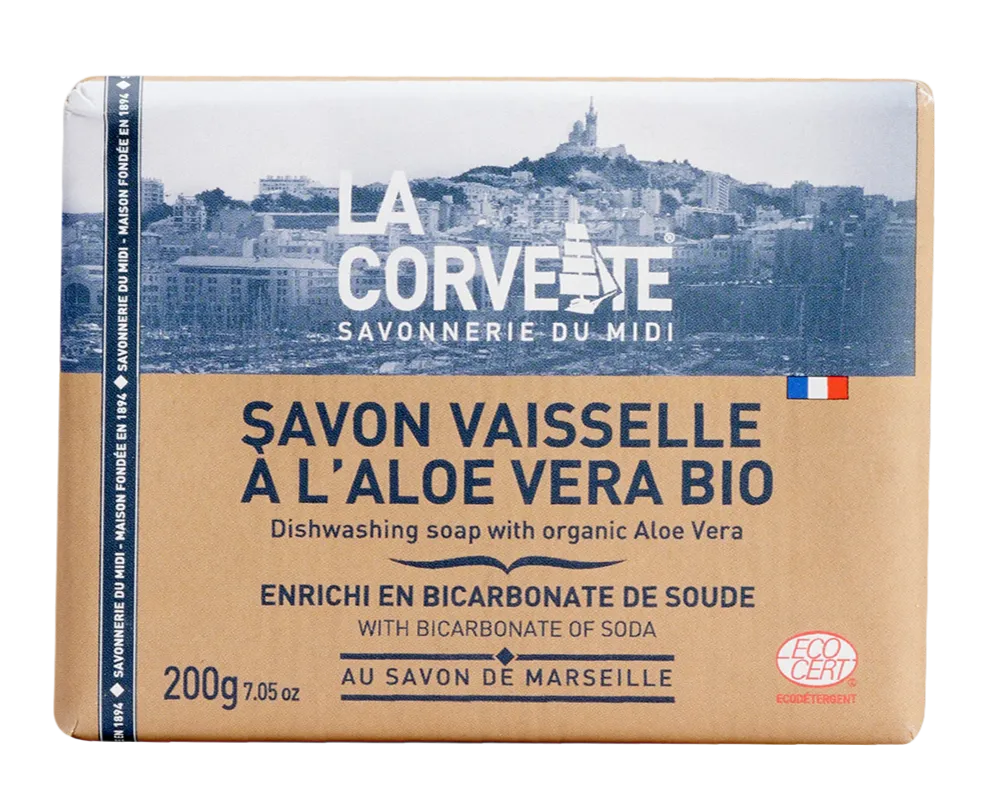 LA
CORVETTE®
SAVONNERIE DU MIDI
SAVON VAISSELLE
À L'ALOE VERA BIO
Dishwashing soap with organic Aloe Vera
ENRICHI EN BICARBONATE DE SOUDE
WITH BICARBONATE OF SODA
AU SAVON DE MARSEILLE
200g 7.05 oz
ECO
CERT®
ECODÉTERGENT
EN 1894 ◆ SAVONNERIE DU MIDI - MAISON FONDÉE EN 1894 ◆ SAVONNERIE DU MIDI - MAISON FONDÉE EN 1894 ◆ S